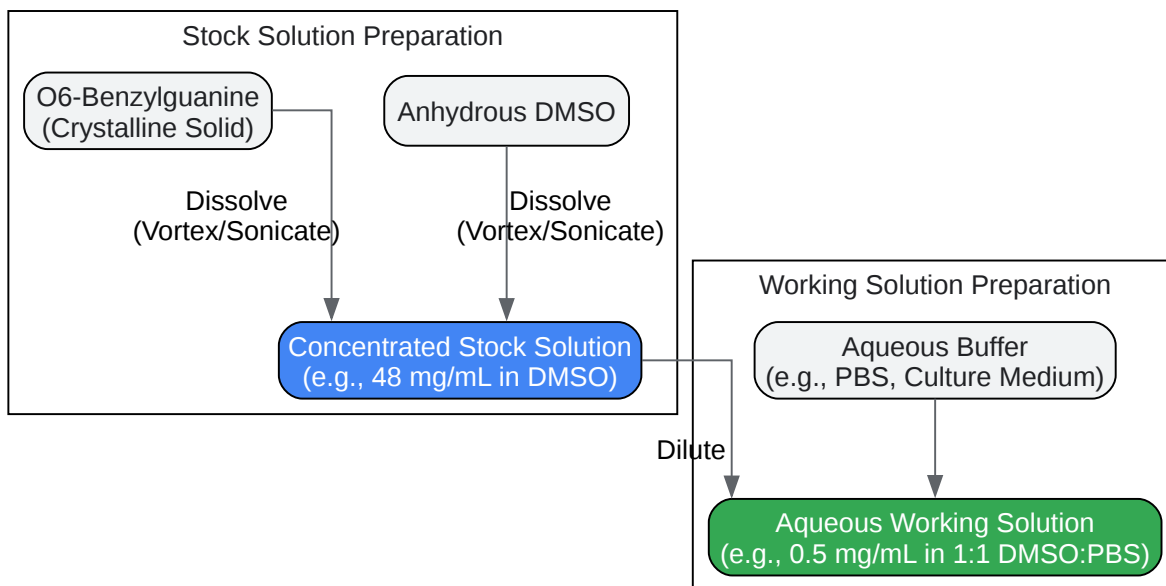 Stock Solution Preparation
O6-Benzylguanine
(Crystalline Solid)
Anhydrous DMSO
Dissolve
(Vortex/Sonicate)
Dissolve
(Vortex/Sonicate)
Concentrated Stock Solution
(e.g., 48 mg/mL in DMSO)
Working Solution Preparation
Aqueous Buffer
(e.g., PBS, Culture Medium)
Dilute
Aqueous Working Solution
(e.g., 0.5 mg/mL in 1:1 DMSO:PBS)